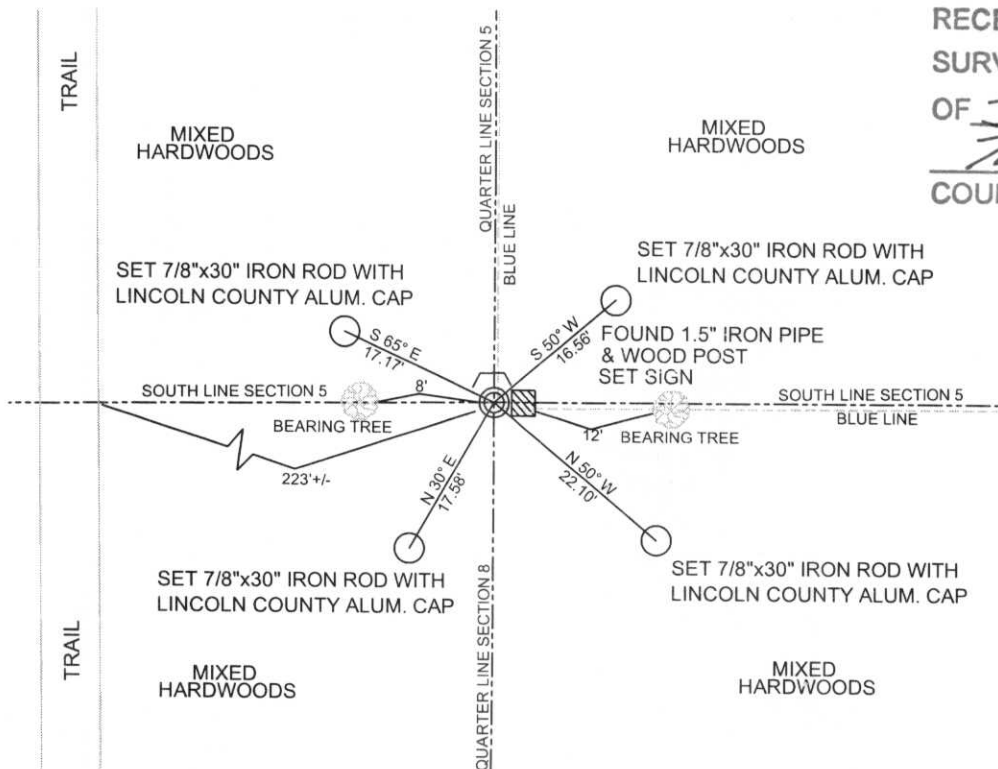 RECE
SURV
OF
COU
TRAIL
QUARTER LINE SECTION 5
MIXED
HARDWOODS
MIXED
HARDWOODS
BLUE LINE
SET 7/8"x30" IRON ROD WITH
LINCOLN COUNTY ALUM. CAP
SET 7/8"x30" IRON ROD WITH
LINCOLN COUNTY ALUM. CAP
S 65° E
17.17'
S 50° W
16.56'
FOUND 1.5" IRON PIPE
& WOOD POST
SET SIGN
SOUTH LINE SECTION 5
8'
SOUTH LINE SECTION 5
BLUE LINE
BEARING TREE
12'
BEARING TREE
223'+/-
N 30° E
17.58'
N 50° W
22.10'
SET 7/8"x30" IRON ROD WITH
LINCOLN COUNTY ALUM. CAP
SET 7/8"x30" IRON ROD WITH
LINCOLN COUNTY ALUM. CAP
TRAIL
QUARTER LINE SECTION 8
MIXED
HARDWOODS
MIXED
HARDWOODS